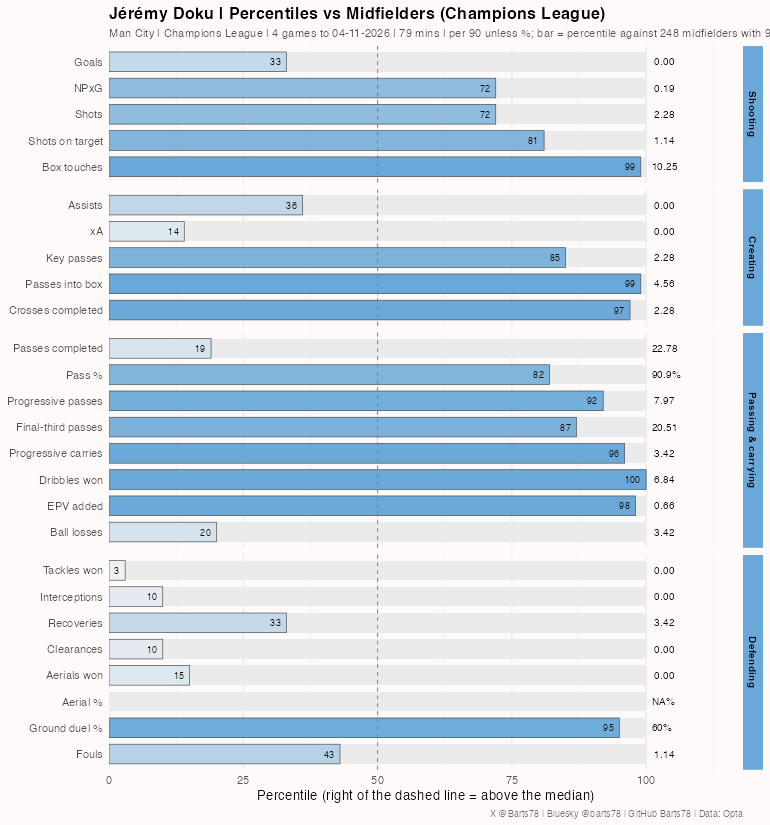 Jérémy Doku | Percentiles vs Midfielders (Champions League)
Man City | Champions League | 4 games to 04-11-2026 | 79 mins | per 90 unless %; bar = percentile against 248 midfielders with 9
Goals 33 0.00
NPxG 72 0.19
Shots 72 2.28
Shots on target 81 1.14
Box touches 99 10.25
Shooting
Assists 36 0.00
xA 14 0.00
Key passes 85 2.28
Passes into box 99 4.56
Crosses completed 97 2.28
Creating
Passes completed 19 22.78
Pass % 82 90.9%
Progressive passes 92 7.97
Final-third passes 87 20.51
Progressive carries 96 3.42
Dribbles won 100 6.84
EPV added 98 0.66
Ball losses 20 3.42
Passing & carrying
Tackles won 3 0.00
Interceptions 10 0.00
Recoveries 33 3.42
Clearances 10 0.00
Aerials won 15 0.00
Aerial % NA%
Ground duel % 95 60%
Fouls 43 1.14
Defending
0 25 50 75 100
Percentile (right of the dashed line = above the median)
X @Barts78 | Bluesky @barts78 | GitHub Barts78 | Data: Opta